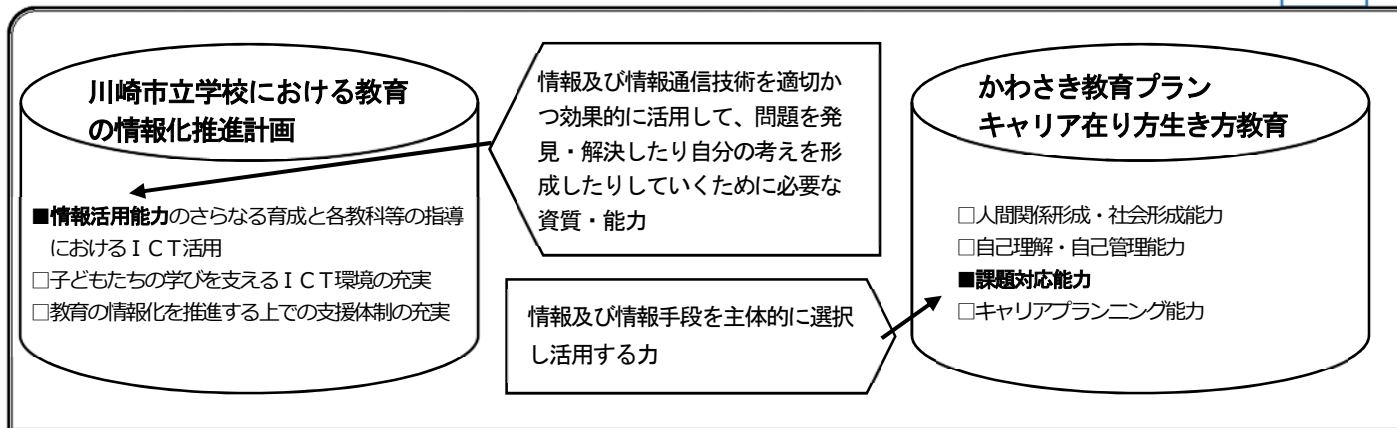 川崎市立学校における教育
の情報化推進計画
■情報活用能力のさらなる育成と各教科等の指導
におけるＩＣＴ活用
□子どもたちの学びを支えるＩＣＴ環境の充実
□教育の情報化を推進する上での支援体制の充実
情報及び情報通信技術を適切か
つ効果的に活用して、問題を発
見・解決したり自分の考えを形
成したりしていくために必要な
資質・能力
情報及び情報手段を主体的に選択
し活用する力
かわさき教育プラン
キャリア在り方生き方教育
□人間関係形成・社会形成能力
□自己理解・自己管理能力
■課題対応能力
□キャリアプランニング能力